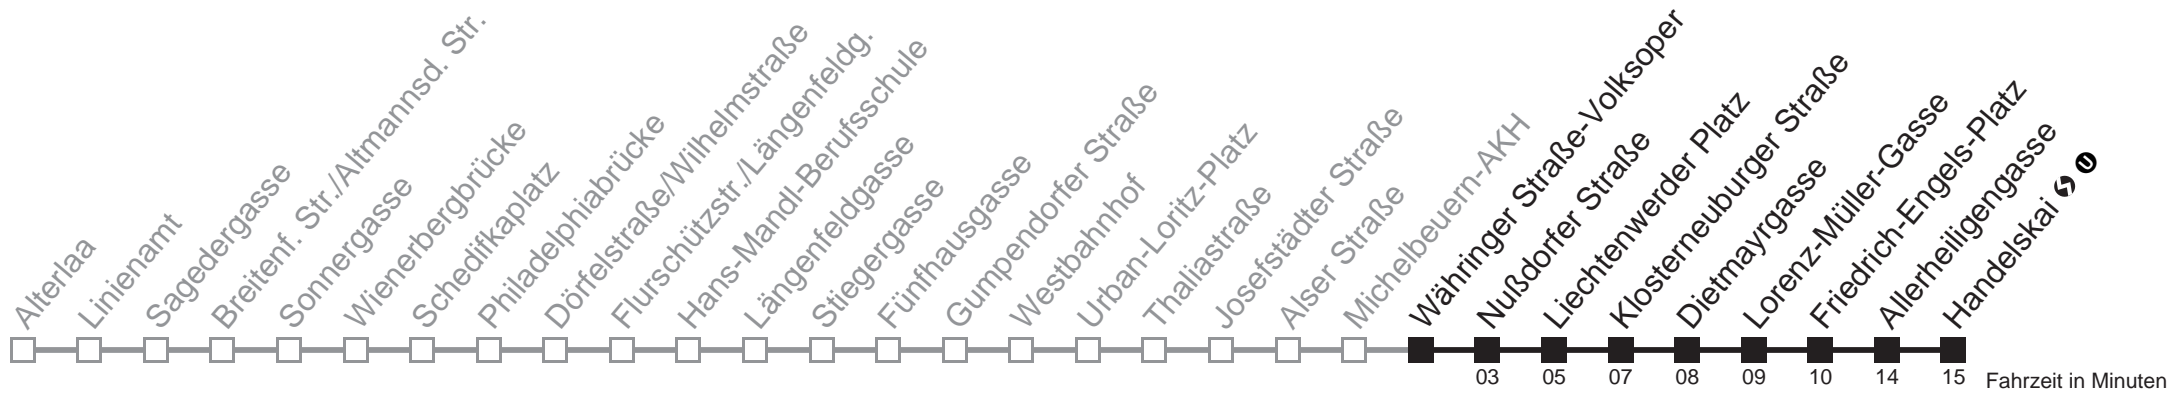 Alterlaa
Linienamt
Sagedergasse
Breitenf. Str./Altmannsd. Str.
Sonnergasse
Wienerbergbrücke
Schedifkaplatz
Philadelphiabrücke
Dörfelstraße/Wilhelmstraße
Flurschützstr./Längenfeldg.
Hans-Mandl-Berufsschule
Längenfeldgasse
Stiegergasse
Fünfhausgasse
Gumpendorfer Straße
Westbahnhof
Urban-Loritz-Platz
Thaliastraße
Josefstädter Straße
Alser Straße
Michelbeuern-AKH
Währinger Straße-Volksoper
Nußdorfer Straße
Liechtenwerder Platz
Klosterneuburger Straße
Dietmayrgasse
Lorenz-Müller-Gasse
Friedrich-Engels-Platz
Allerheiligengasse
Handelskai U
03 05 07 08 09 10 14 15 Fahrzeit in Minuten